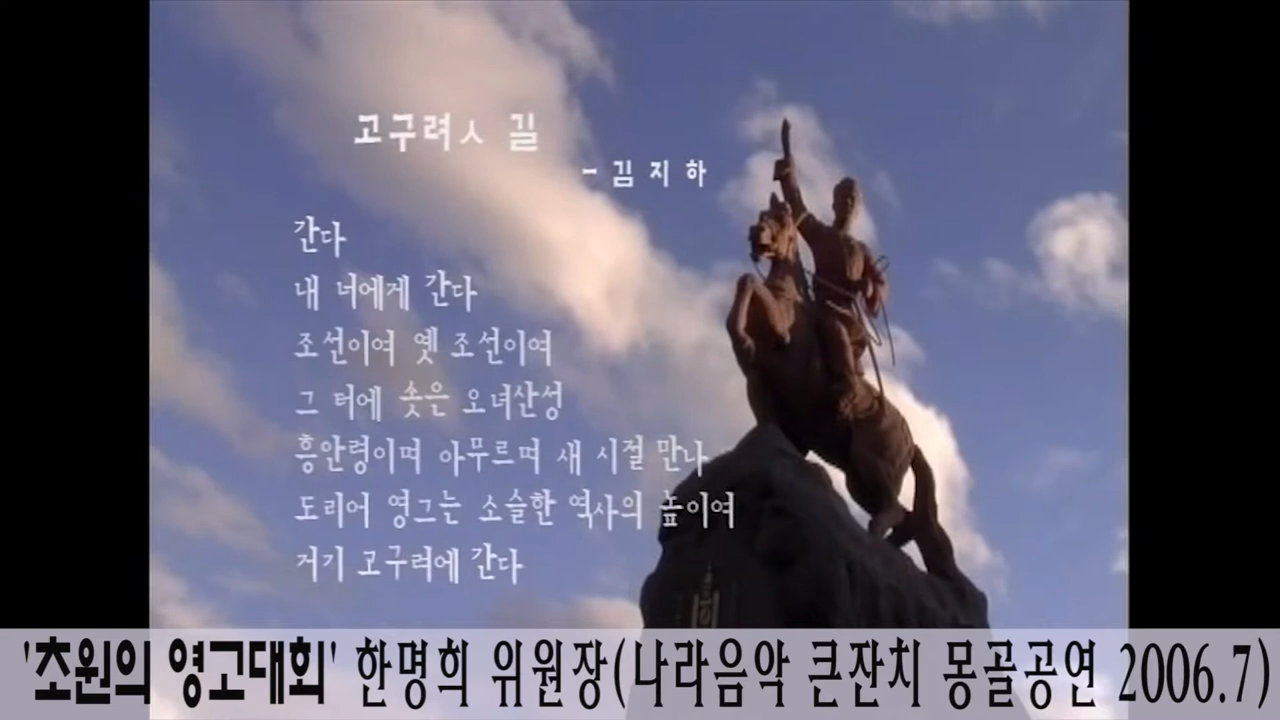 고구려ㅅ 길
- 김 지 하
간다
내 너에게 간다
조선이여 옛 조선이여
그 터에 솟은 오녀산성
흥안령이며 아무르며 새 시절 만나
도리어 영그는 소슬한 역사의 높이여
거기 고구려에 간다
'초원의 영고대회' 한명희 위원장(나라음악 큰잔치 몽골공연 2006.7)